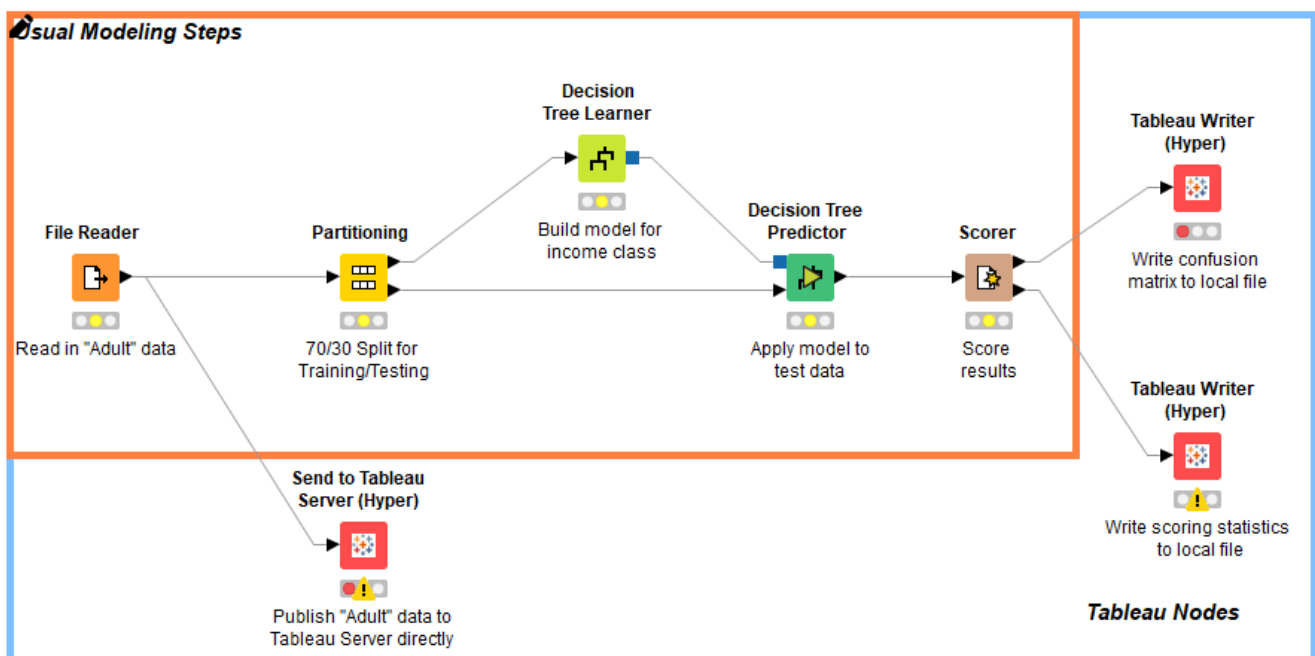 Usual Modeling Steps
Decision
Tree Learner
Build model for
income class
File Reader
Read in "Adult" data
Partitioning
70/30 Split for
Training/Testing
Decision Tree
Predictor
Apply model to
test data
Scorer
Score
results
Tableau Writer
(Hyper)
Write confusion
matrix to local file
Tableau Writer
(Hyper)
Write scoring statistics
to local file
Send to Tableau
Server (Hyper)
Publish "Adult" data to
Tableau Server directly
Tableau Nodes